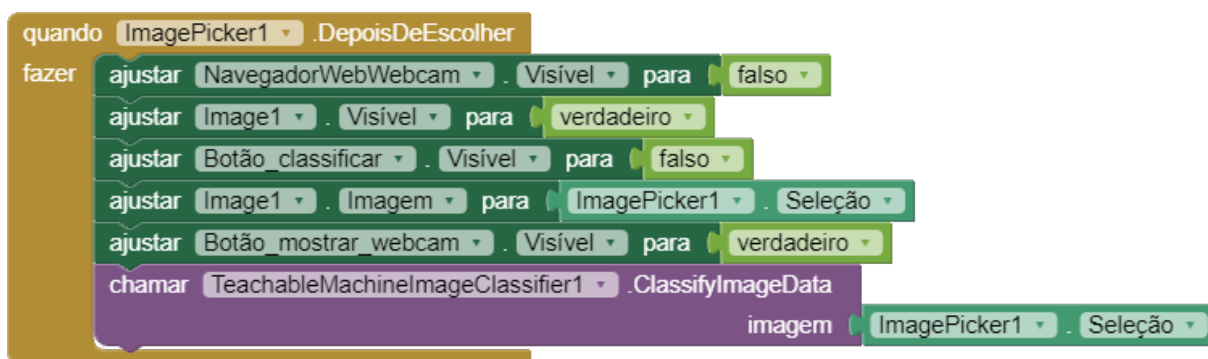 quando ImagePicker1 .DepoisDeEscolher
fazer ajustar NavegadorWebWebcam . Visível para falso
ajustar Image1 . Visível para verdadeiro
ajustar Botão_classificar . Visível para falso
ajustar Image1 . Imagem para ImagePicker1 . Seleção
ajustar Botão_mostrar_webcam . Visível para verdadeiro
chamar TeachableMachineImageClassifier1 .ClassifyImageData
imagem ImagePicker1 . Seleção